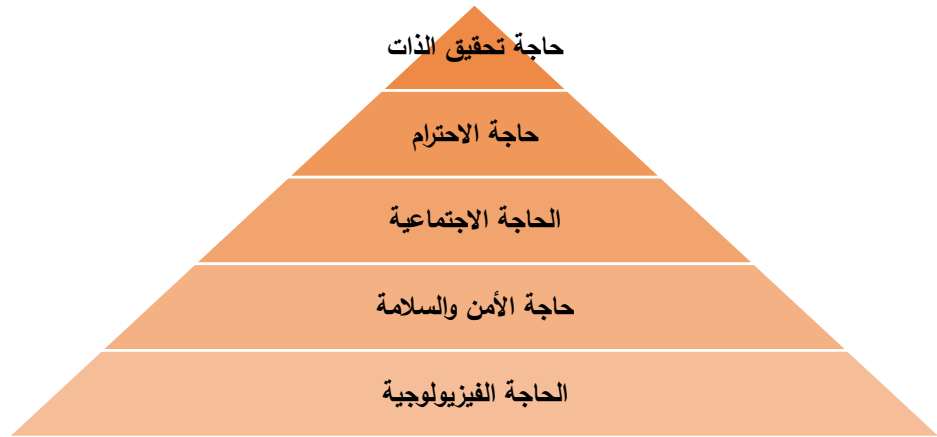 حاجة تحقيق الذات
حاجة الاحترام
الحاجة الاجتماعية
حاجة الأمن والسلامة
الحاجة الفيزيولوجية